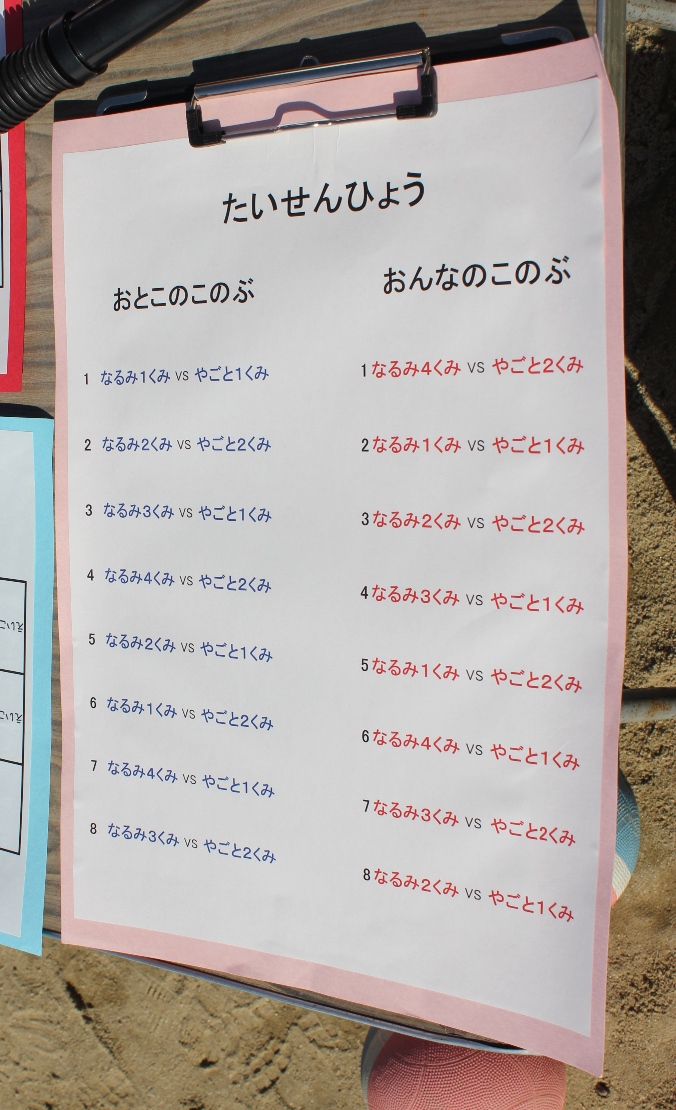 たいせんひょう
おとこのこのぶ
1 なるみ1くみ VS やごと1くみ
2 なるみ2くみ VS やごと2くみ
3 なるみ3くみ VS やごと1くみ
4 なるみ4くみ VS やごと2くみ
5 なるみ2くみ VS やごと1くみ
6 なるみ1くみ VS やごと2くみ
7 なるみ4くみ VS やごと1くみ
8 なるみ3くみ VS やごと2くみ
おんなのこのぶ
1 なるみ4くみ VS やごと2くみ
2 なるみ1くみ VS やごと1くみ
3 なるみ2くみ VS やごと2くみ
4 なるみ3くみ VS やごと1くみ
5 なるみ1くみ VS やごと2くみ
6 なるみ4くみ VS やごと1くみ
7 なるみ3くみ VS やごと2くみ
8 なるみ2くみ VS やごと1くみ